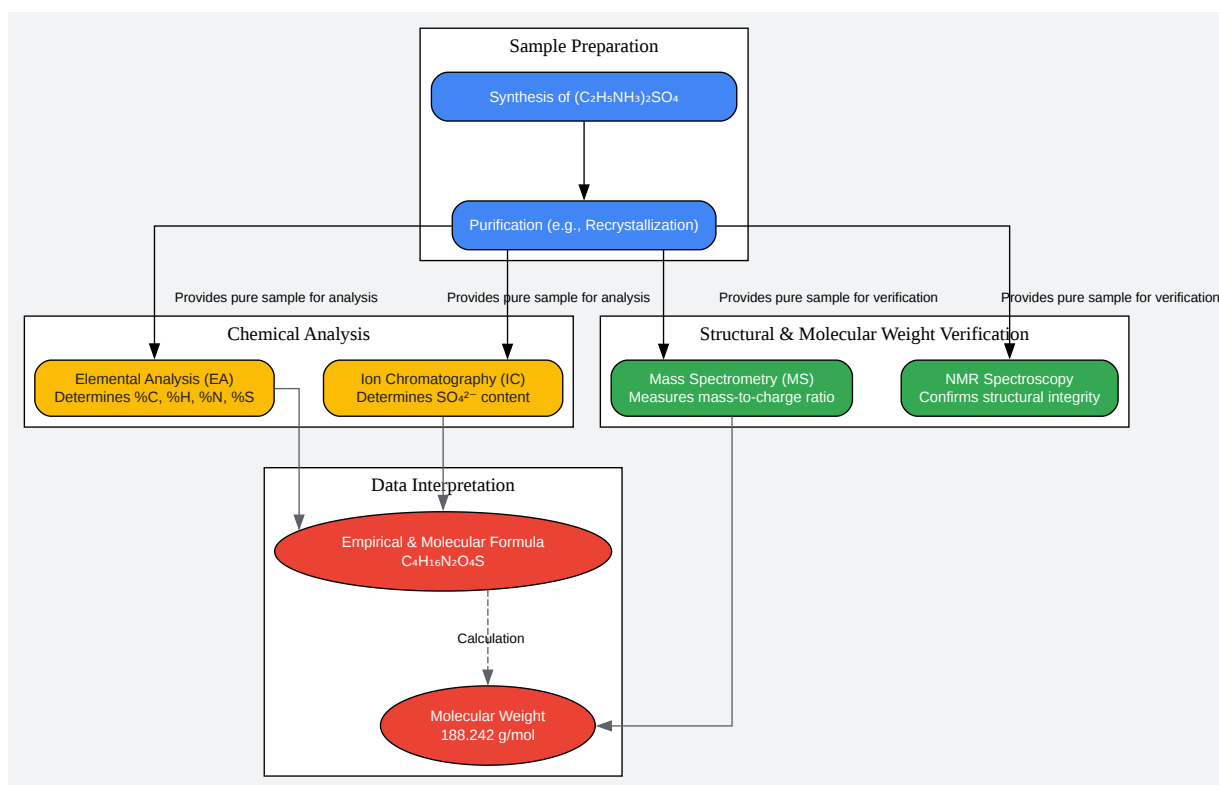 Sample Preparation
Synthesis of (C₂H₅NH₃)₂SO₄
Purification (e.g., Recrystallization)
Provides pure sample for analysis
Provides pure sample for analysis
Provides pure sample for verification
Provides pure sample for verification
Chemical Analysis
Structural & Molecular Weight Verification
Elemental Analysis (EA)
Determines %C, %H, %N, %S
Ion Chromatography (IC)
Determines SO₄²⁻ content
Mass Spectrometry (MS)
Measures mass-to-charge ratio
NMR Spectroscopy
Confirms structural integrity
Data Interpretation
Empirical & Molecular Formula
C₄H₁₆N₂O₄S
Calculation
Molecular Weight
188.242 g/mol